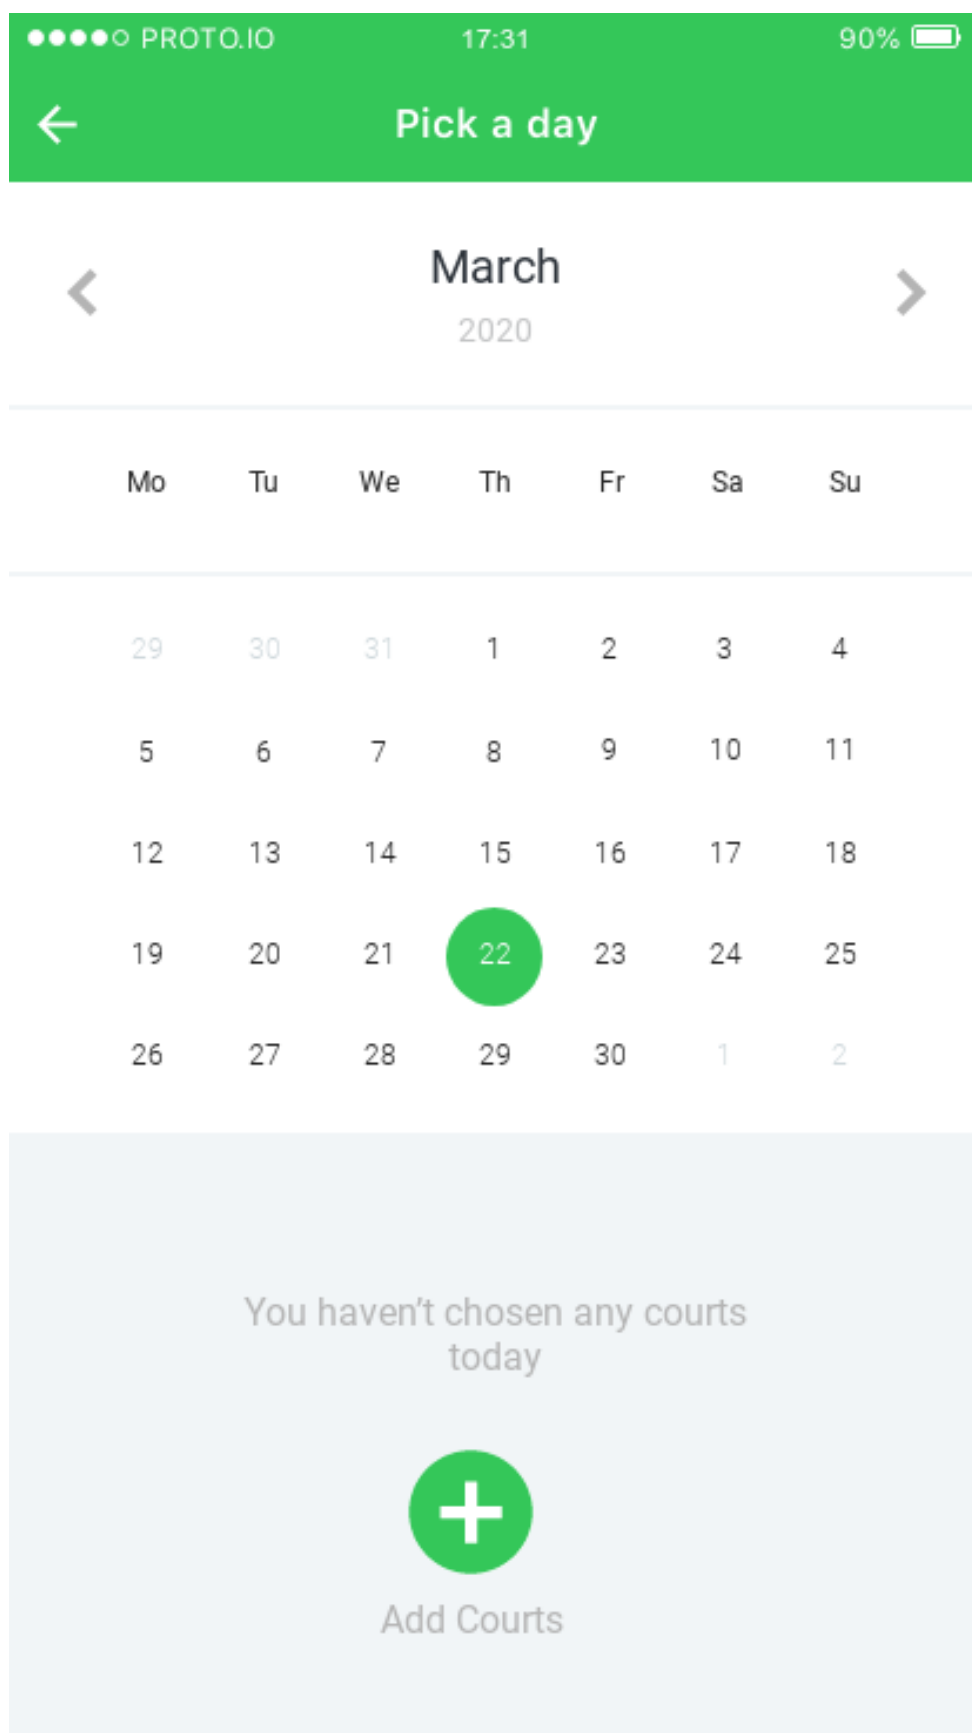 PROTO.IO 17:31 90%
Pick a day
March
2020
Mo Tu We Th Fr Sa Su
29 30 31 1 2 3 4
5 6 7 8 9 10 11
12 13 14 15 16 17 18
19 20 21 22 23 24 25
26 27 28 29 30 1 2
You haven't chosen any courts
today
Add Courts